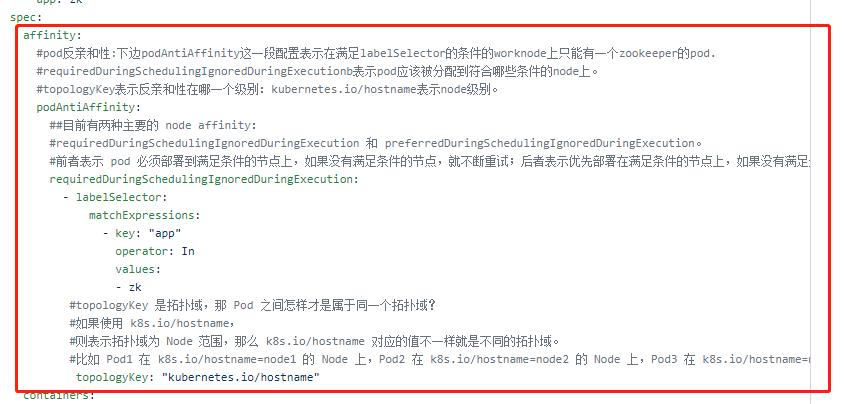 app: zk
spec:
affinity:
#pod反亲和性:下边podAntiAffinity这一段配置表示在满足labelSelector的条件的worknode上只能有一个zookeeper的pod.
#requiredDuringSchedulingIgnoredDuringExecutionb表示pod应该被分配到符合哪些条件的node上。
#topologyKey表示反亲和性在哪一个级别: kubernetes.io/hostname表示node级别。
podAntiAffinity:
##目前有两种主要的 node affinity:
#requiredDuringSchedulingIgnoredDuringExecution 和 preferredDuringSchedulingIgnoredDuringExecution。
#前者表示 pod 必须部署到满足条件的节点上，如果没有满足条件的节点，就不断重试；后者表示优先部署在满足条件的节点上，如果没有满足
requiredDuringSchedulingIgnoredDuringExecution:
- labelSelector:
matchExpressions:
- key: "app"
operator: In
values:
- zk
#topologyKey 是拓扑域，那 Pod 之间怎样才是属于同一个拓扑域？
#如果使用 k8s.io/hostname，
#则表示拓扑域为 Node 范围，那么 k8s.io/hostname 对应的值不一样就是不同的拓扑域。
#比如 Pod1 在 k8s.io/hostname=node1 的 Node 上，Pod2 在 k8s.io/hostname=node2 的 Node 上，Pod3 在 k8s.io/hostname=
topologyKey: "kubernetes.io/hostname"
containers: